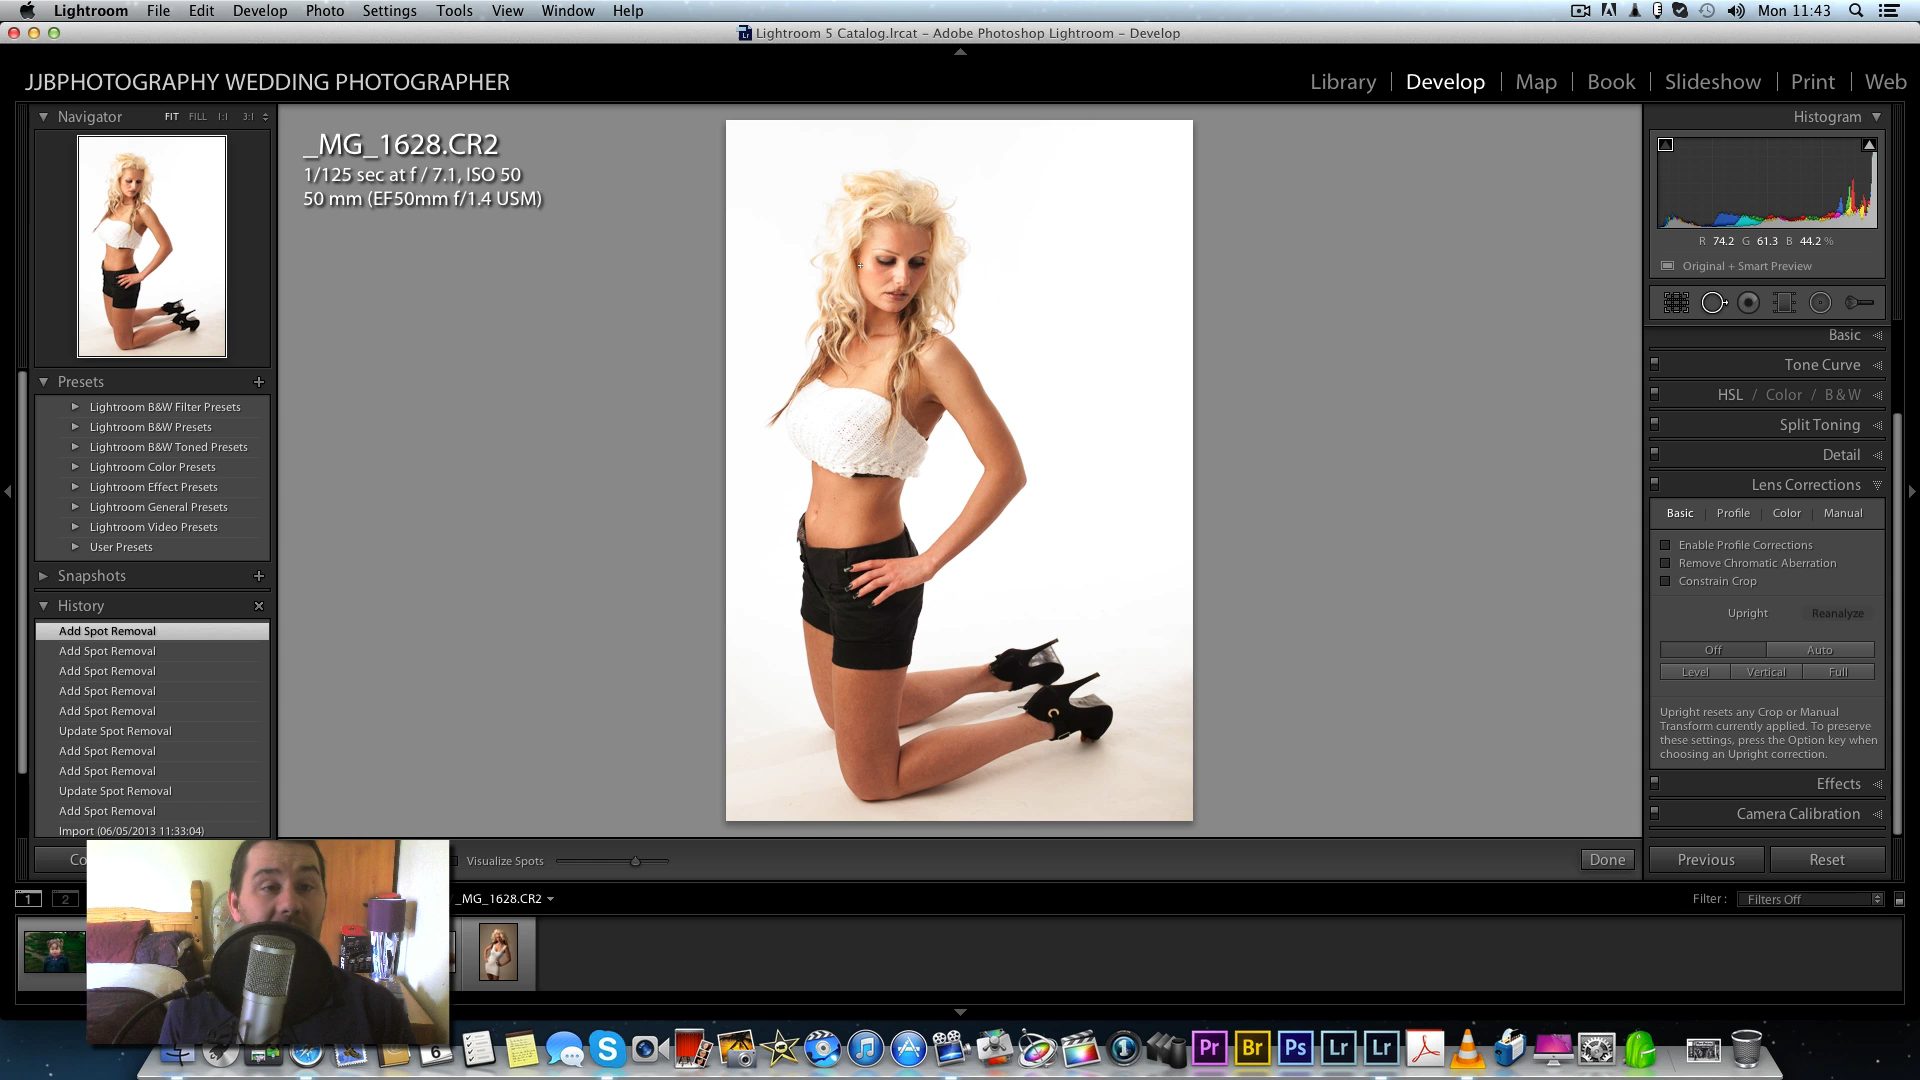 Lightroom File Edit Develop Photo Settings Tools View Window Help Mon 11:43
Lightroom 5 Catalog.lrcat – Adobe Photoshop Lightroom – Develop
JJBPHOTOGRAPHY WEDDING PHOTOGRAPHER
Library | Develop | Map | Book | Slideshow | Print | Web
Navigator FIT FILL 1:1 3:1
Presets
Lightroom B&W Filter Presets
Lightroom B&W Presets
Lightroom B&W Toned Presets
Lightroom Color Presets
Lightroom Effect Presets
Lightroom General Presets
Lightroom Video Presets
User Presets
Snapshots
History
Add Spot Removal
Add Spot Removal
Add Spot Removal
Add Spot Removal
Add Spot Removal
Update Spot Removal
Add Spot Removal
Add Spot Removal
Update Spot Removal
Add Spot Removal
Import (06/05/2013 11:33:04)
Co
_MG_1628.CR2
1/125 sec at f / 7.1, ISO 50
50 mm (EF50mm f/1.4 USM)
Visualize Spots
Done
Histogram
R 74.2 G 61.3 B 44.2 %
Original + Smart Preview
Basic
Tone Curve
HSL / Color / B & W
Split Toning
Detail
Lens Corrections
Basic | Profile | Color | Manual
Enable Profile Corrections
Remove Chromatic Aberration
Constrain Crop
Upright Reanalyze
Off Auto
Level Vertical Full
Upright resets any Crop or Manual
Transform currently applied. To preserve
these settings, press the Option key when
choosing an Upright correction.
Effects
Camera Calibration
Previous Reset
1 2
_MG_1628.CR2
Filter : Filters Off
6 Pr Br Ps Lr Lr